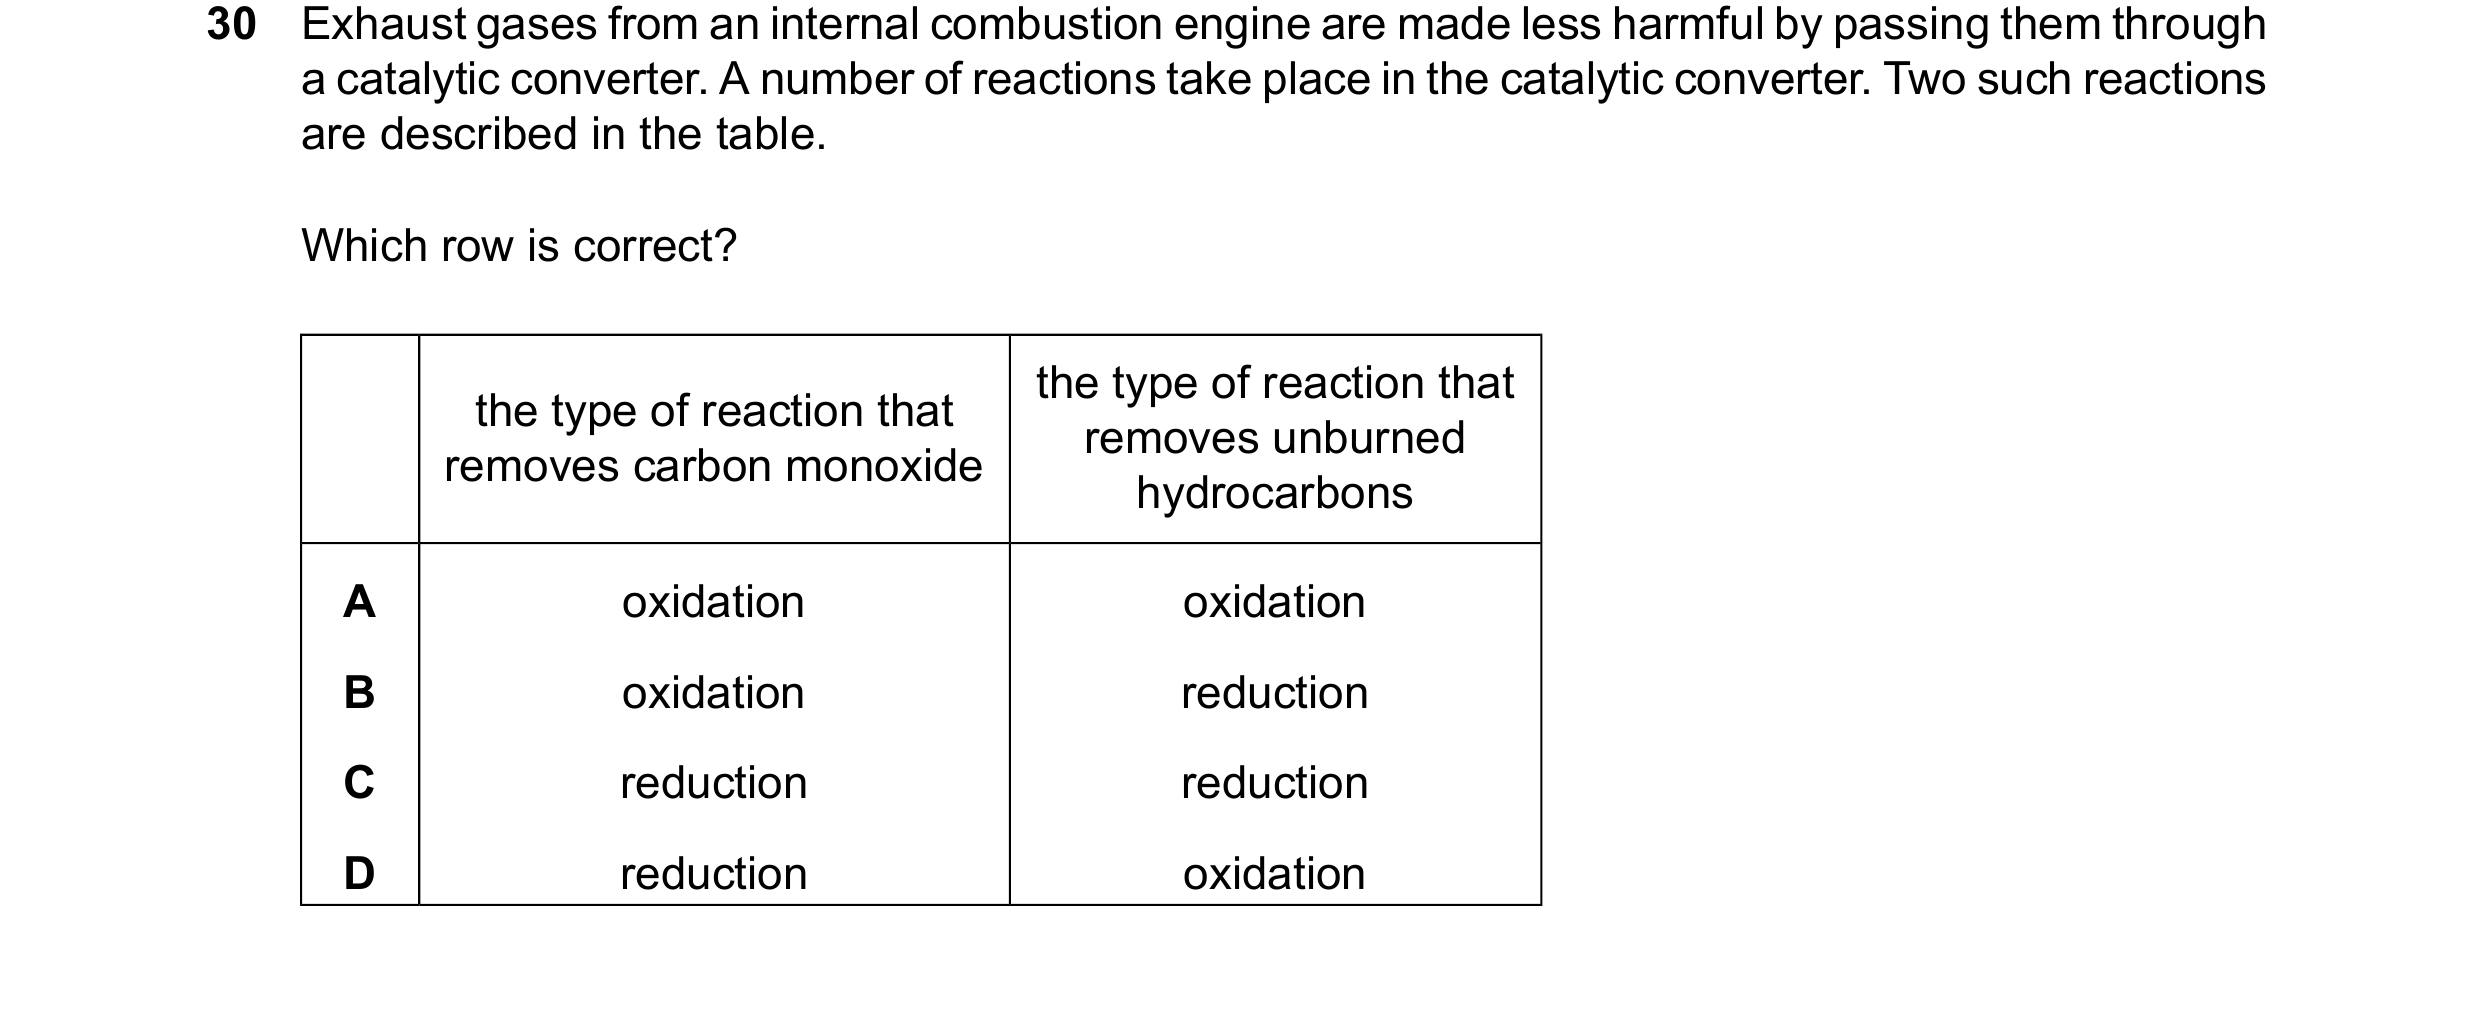 30 Exhaust gases from an internal combustion engine are made less harmful by passing them through
a catalytic converter. A number of reactions take place in the catalytic converter. Two such reactions
are described in the table.
Which row is correct?
the type of reaction that
removes carbon monoxide
the type of reaction that
removes unburned
hydrocarbons
A oxidation oxidation
B oxidation reduction
C reduction reduction
D reduction oxidation